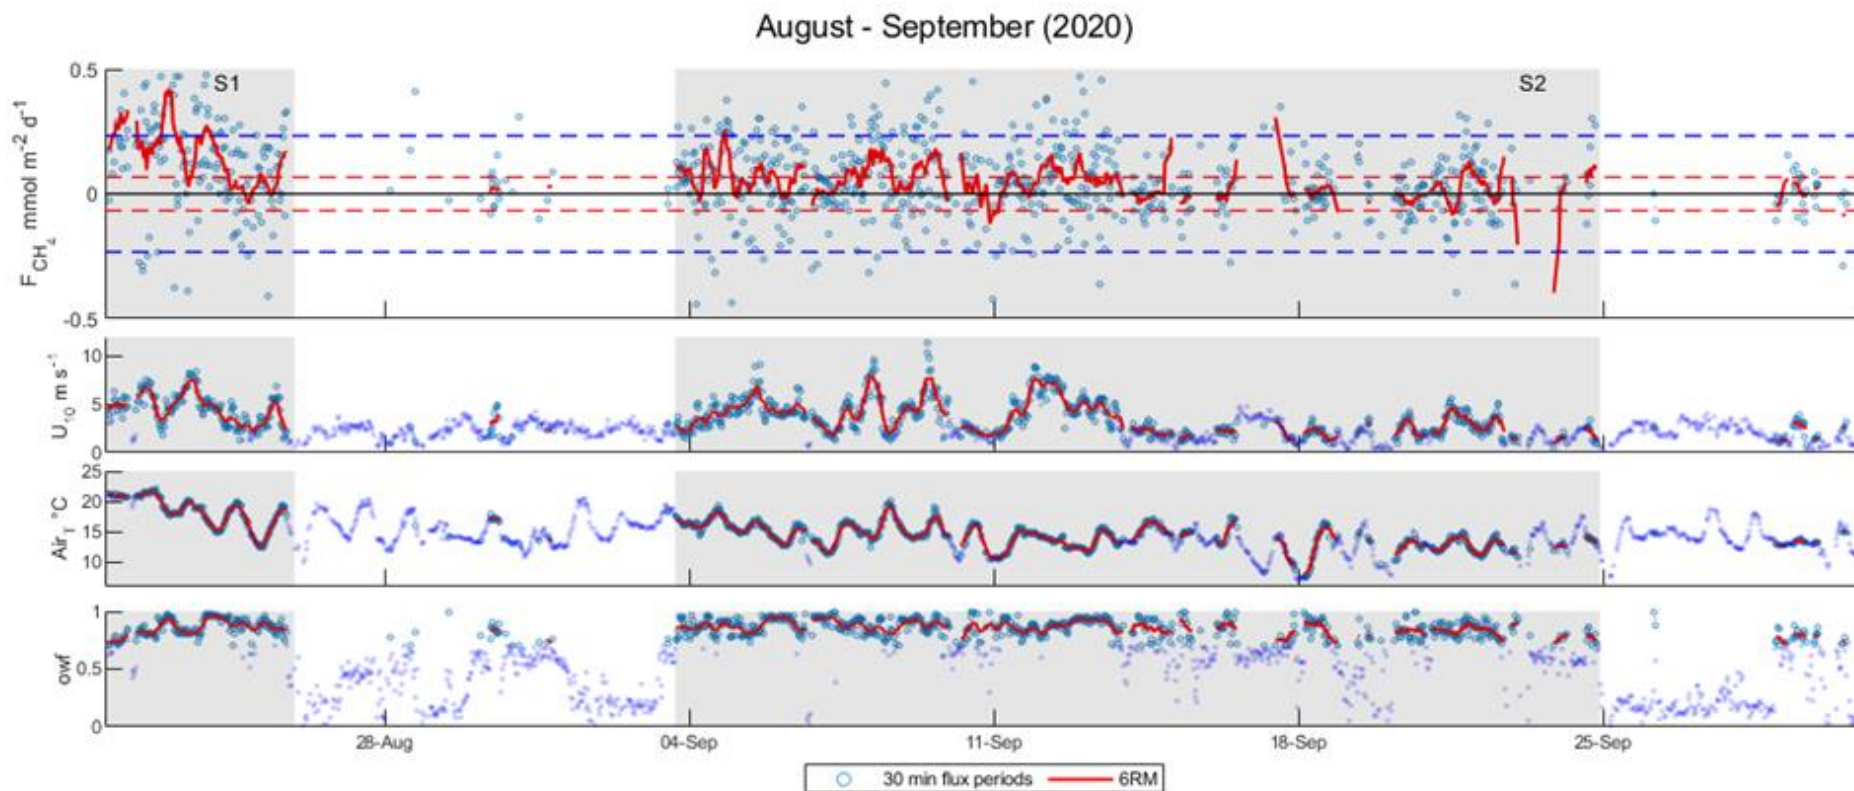 August - September (2020)
S1
S2
0.5
0
-0.5
F CH4 mmol m-2 d-1
10
5
0
U10 m s-1
25
20
15
10
AirT °C
1
0.5
0
owf
28-Aug
04-Sep
11-Sep
18-Sep
25-Sep
30 min flux periods
6RM